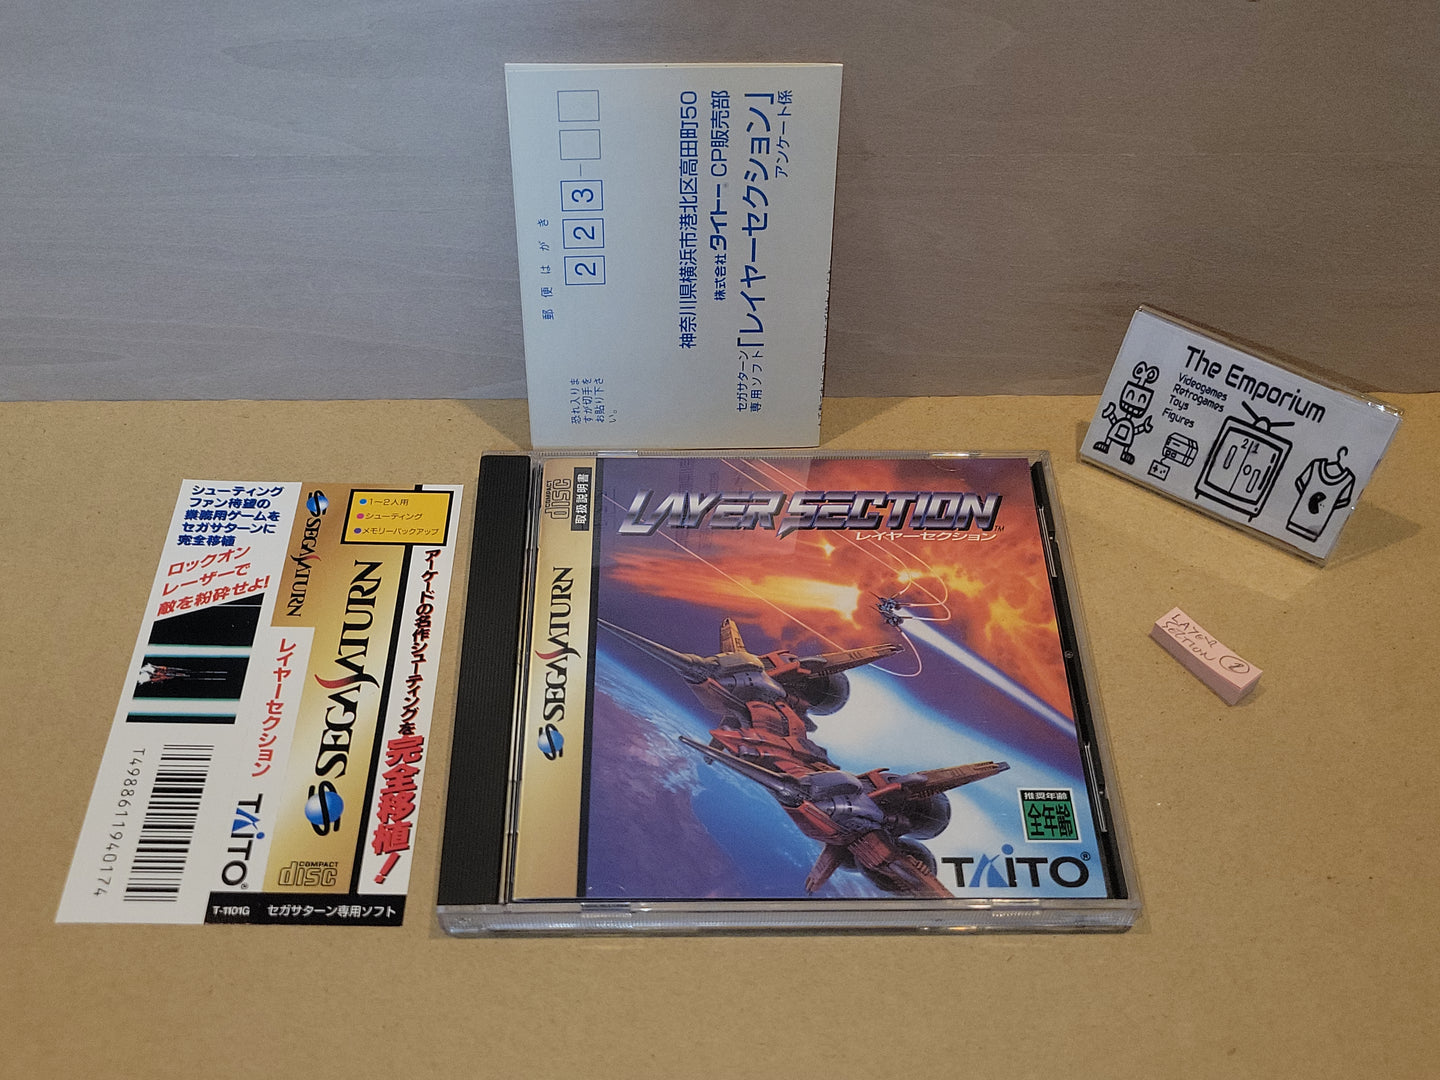 郵便はがき
223
恐れ入りま
すが切手を
お貼り下さ
い。
神奈川県横浜市港北区高田町50
株式会社 タイトー CP販売部
セガサターン
専用ソフト「レイヤーセクション」
アンケート係
The Emporium
Videogames
Retrogames
Toys
Figures
21
LAYER
SECTION 2
シューティング
ファン待望の
業務用ゲームを
セガサターンに
完全移植
ロックオン
レーザーで
敵を粉砕せよ!
T4988611940174
SEGA SATURN
レイヤーセクション
TAITO®
1～2人用
シューティング
メモリーバックアップ
SEGA SATURN
COMPACT
disc
アーケードの名作シューティングを完全移植!
T-1101G セガサターン専用ソフト
COMPACT
disc
取扱説明書
SEGA SATURN
LAYER SECTION™
レイヤーセクション
推奨年齢
全年齢
TAITO®